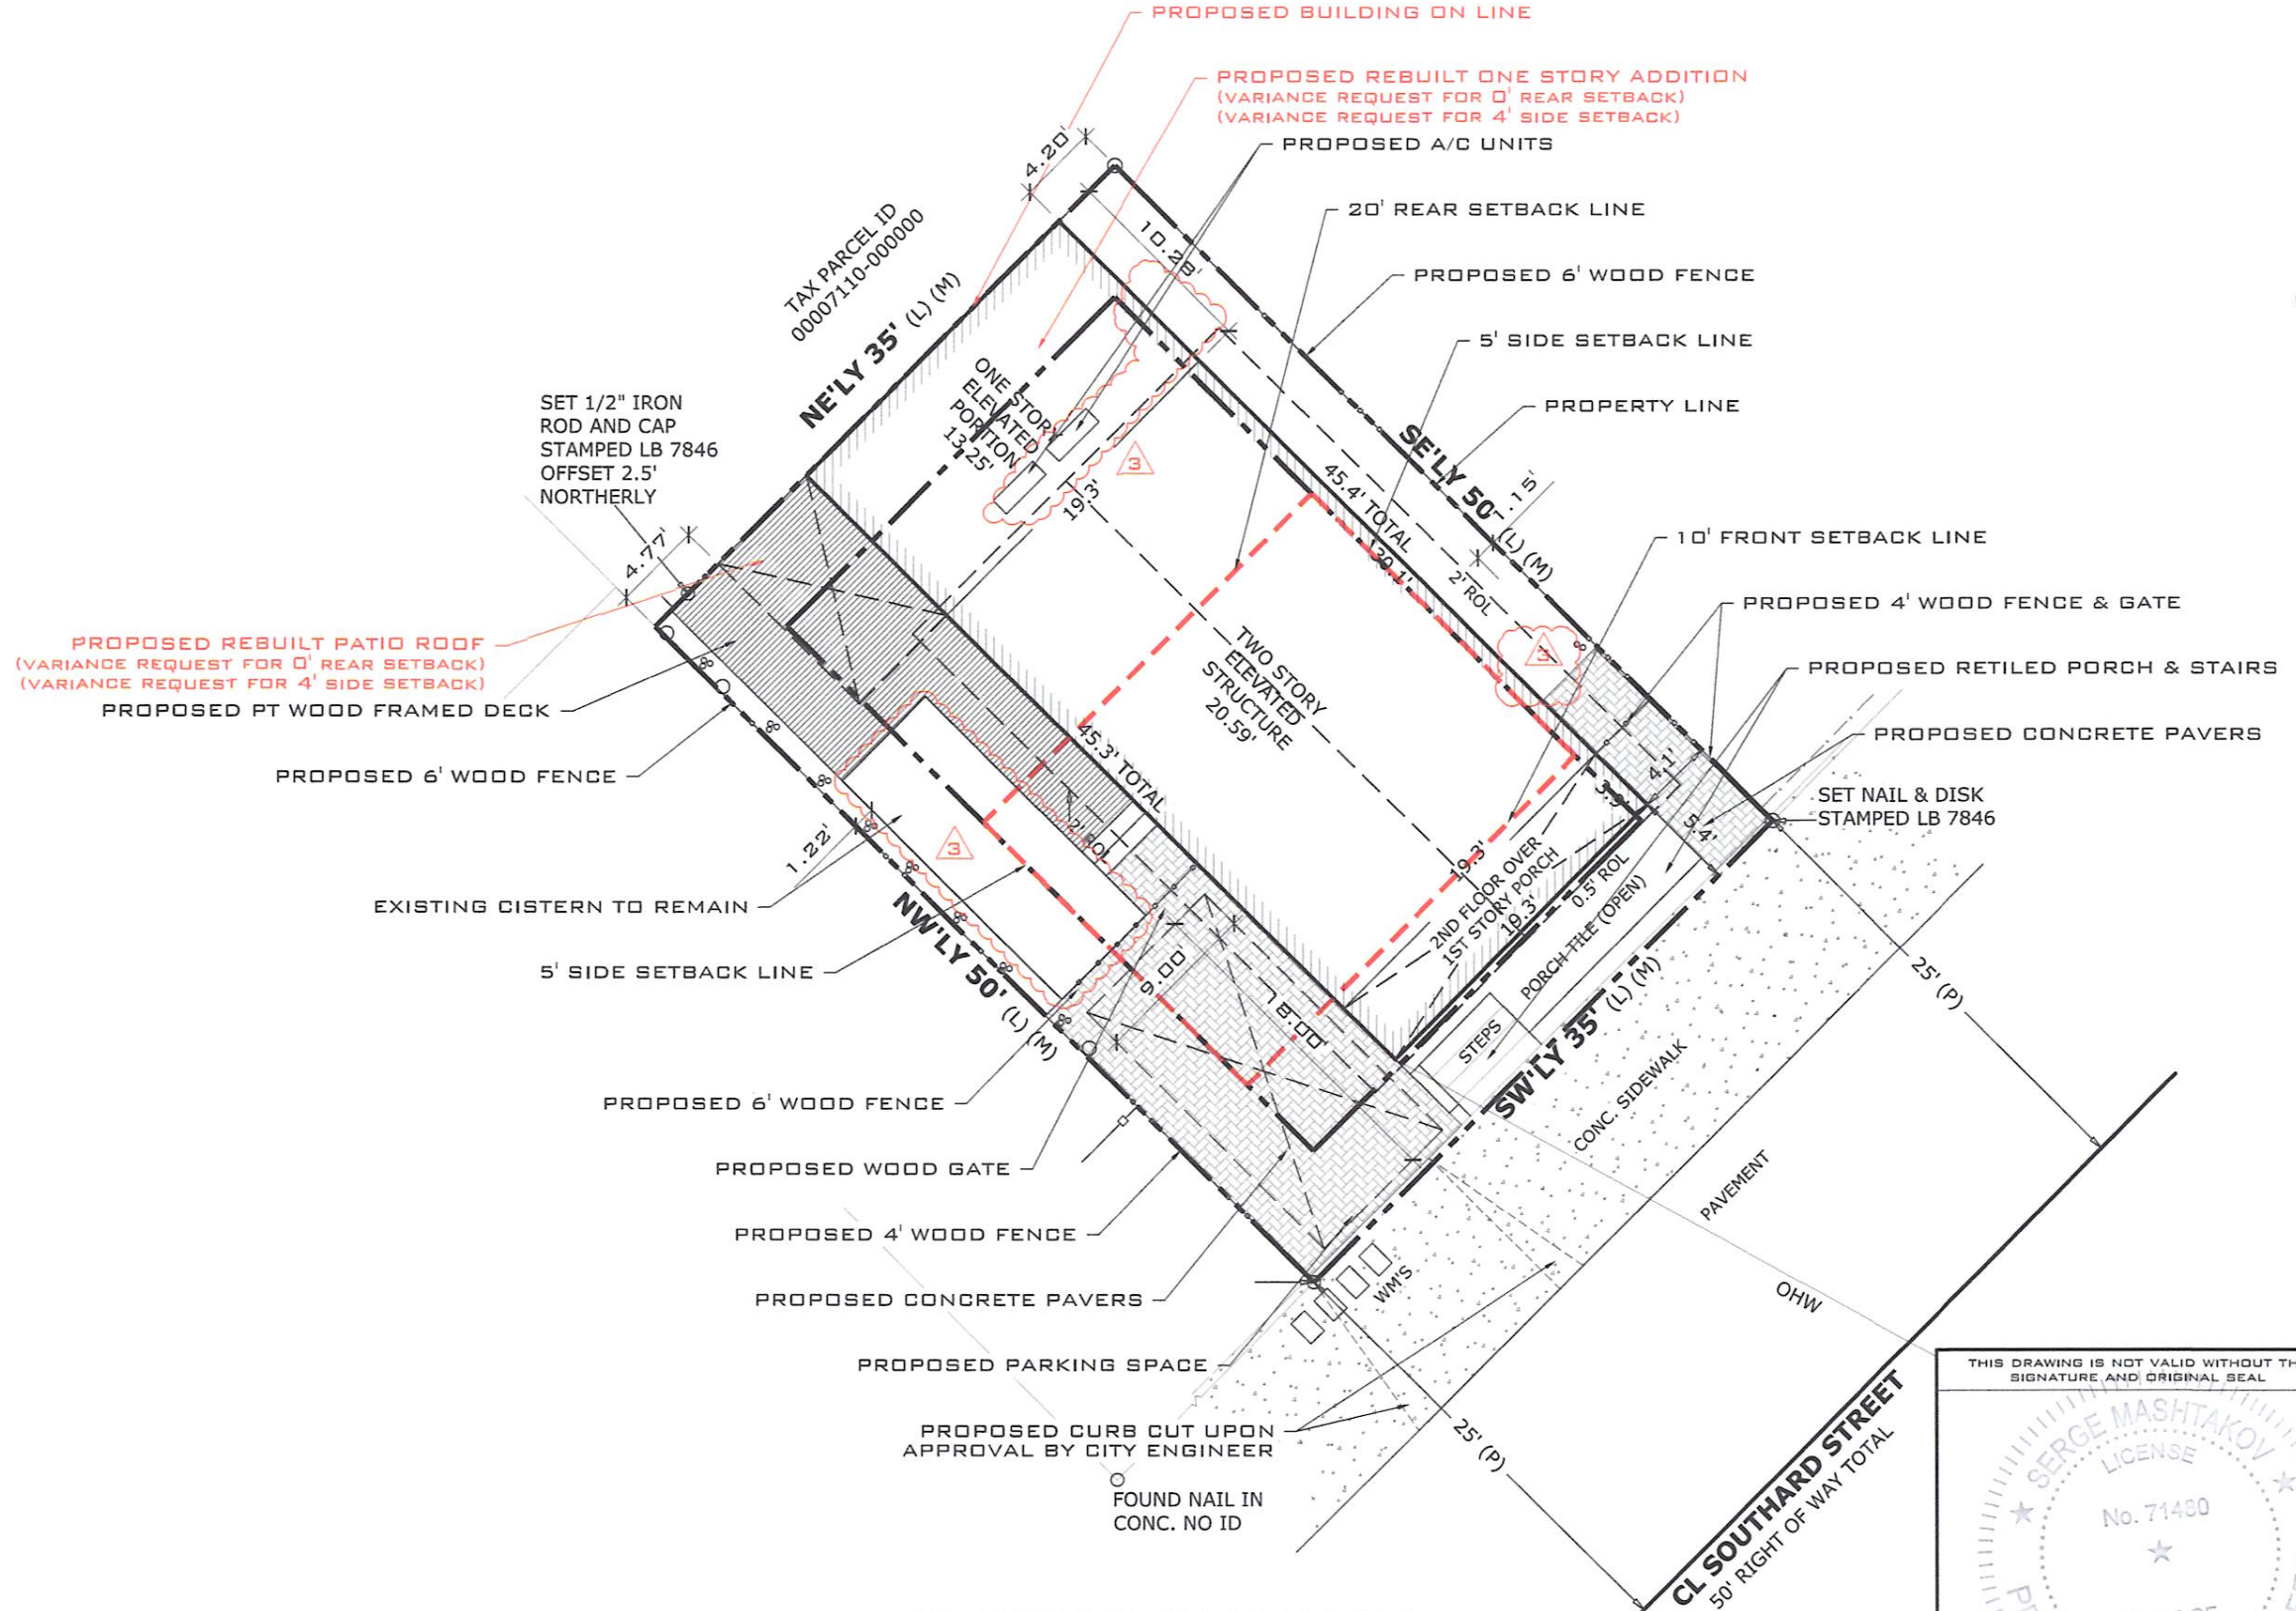 PROPOSED BUILDING ON LINE
PROPOSED REBUILT ONE STORY ADDITION
(VARIANCE REQUEST FOR 0' REAR SETBACK)
(VARIANCE REQUEST FOR 4' SIDE SETBACK)
PROPOSED A/C UNITS
4.20'
20' REAR SETBACK LINE
TAX PARCEL ID
00007110-000000
10.28'
PROPOSED 6' WOOD FENCE
NE'LY 35' (L) (M)
5' SIDE SETBACK LINE
ONE STORY
ELEVATED
PORTION
13.25'
PROPERTY LINE
SET 1/2" IRON
ROD AND CAP
STAMPED LB 7846
OFFSET 2.5'
NORTHERLY
SE'LY 50' (L) (M)
3
19.3'
45.4' TOTAL
30.1'
2' ROL
10' FRONT SETBACK LINE
4.77'
PROPOSED 4' WOOD FENCE & GATE
PROPOSED REBUILT PATIO ROOF
(VARIANCE REQUEST FOR 0' REAR SETBACK)
(VARIANCE REQUEST FOR 4' SIDE SETBACK)
3
TWO STORY
ELEVATED
STRUCTURE
20.59'
PROPOSED RETILED PORCH & STAIRS
PROPOSED PT WOOD FRAMED DECK
PROPOSED CONCRETE PAVERS
45.3' TOTAL
PROPOSED 6' WOOD FENCE
4.1'
3.9'
5.4'
SET NAIL & DISK
STAMPED LB 7846
1.22'
3
2' ROL
19.3'
2ND FLOOR OVER
1ST STORY PORCH
19.3'
0.5' ROL
PORCH TILE (OPEN)
EXISTING CISTERN TO REMAIN
NW'LY 50' (L) (M)
5' SIDE SETBACK LINE
9.00'
18.00'
25' (P)
STEPS
SW'LY 35' (L) (M)
CONC. SIDEWALK
PROPOSED 6' WOOD FENCE
PROPOSED WOOD GATE
PAVEMENT
PROPOSED 4' WOOD FENCE
WM'S
OHW
PROPOSED CONCRETE PAVERS
PROPOSED PARKING SPACE
PROPOSED CURB CUT UPON
APPROVAL BY CITY ENGINEER
25' (P)
FOUND NAIL IN
CONC. NO ID
CL SOUTHARD STREET
50' RIGHT OF WAY TOTAL
THIS DRAWING IS NOT VALID WITHOUT TH
SIGNATURE AND ORIGINAL SEAL
SERGE MASHTAKOV
LICENSE
No. 71480